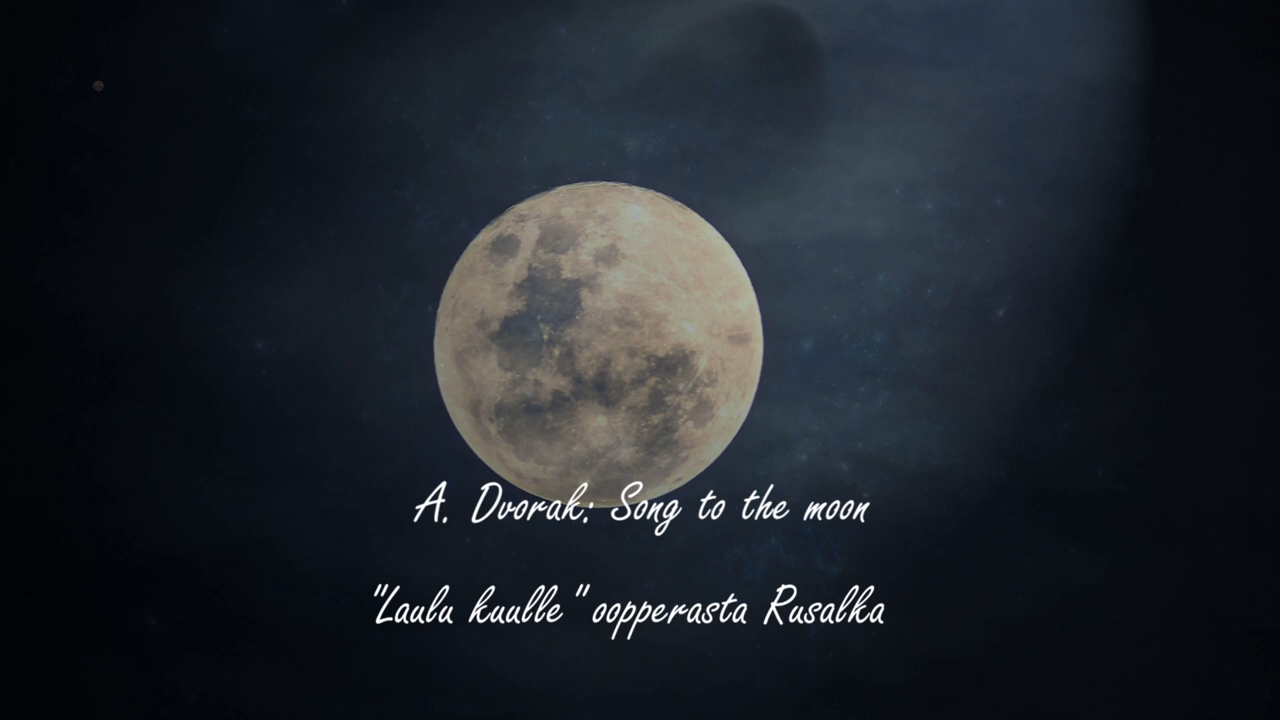 A. Dvorak: Song to the moon
"Laulu kuulle" oopperasta Rusalka